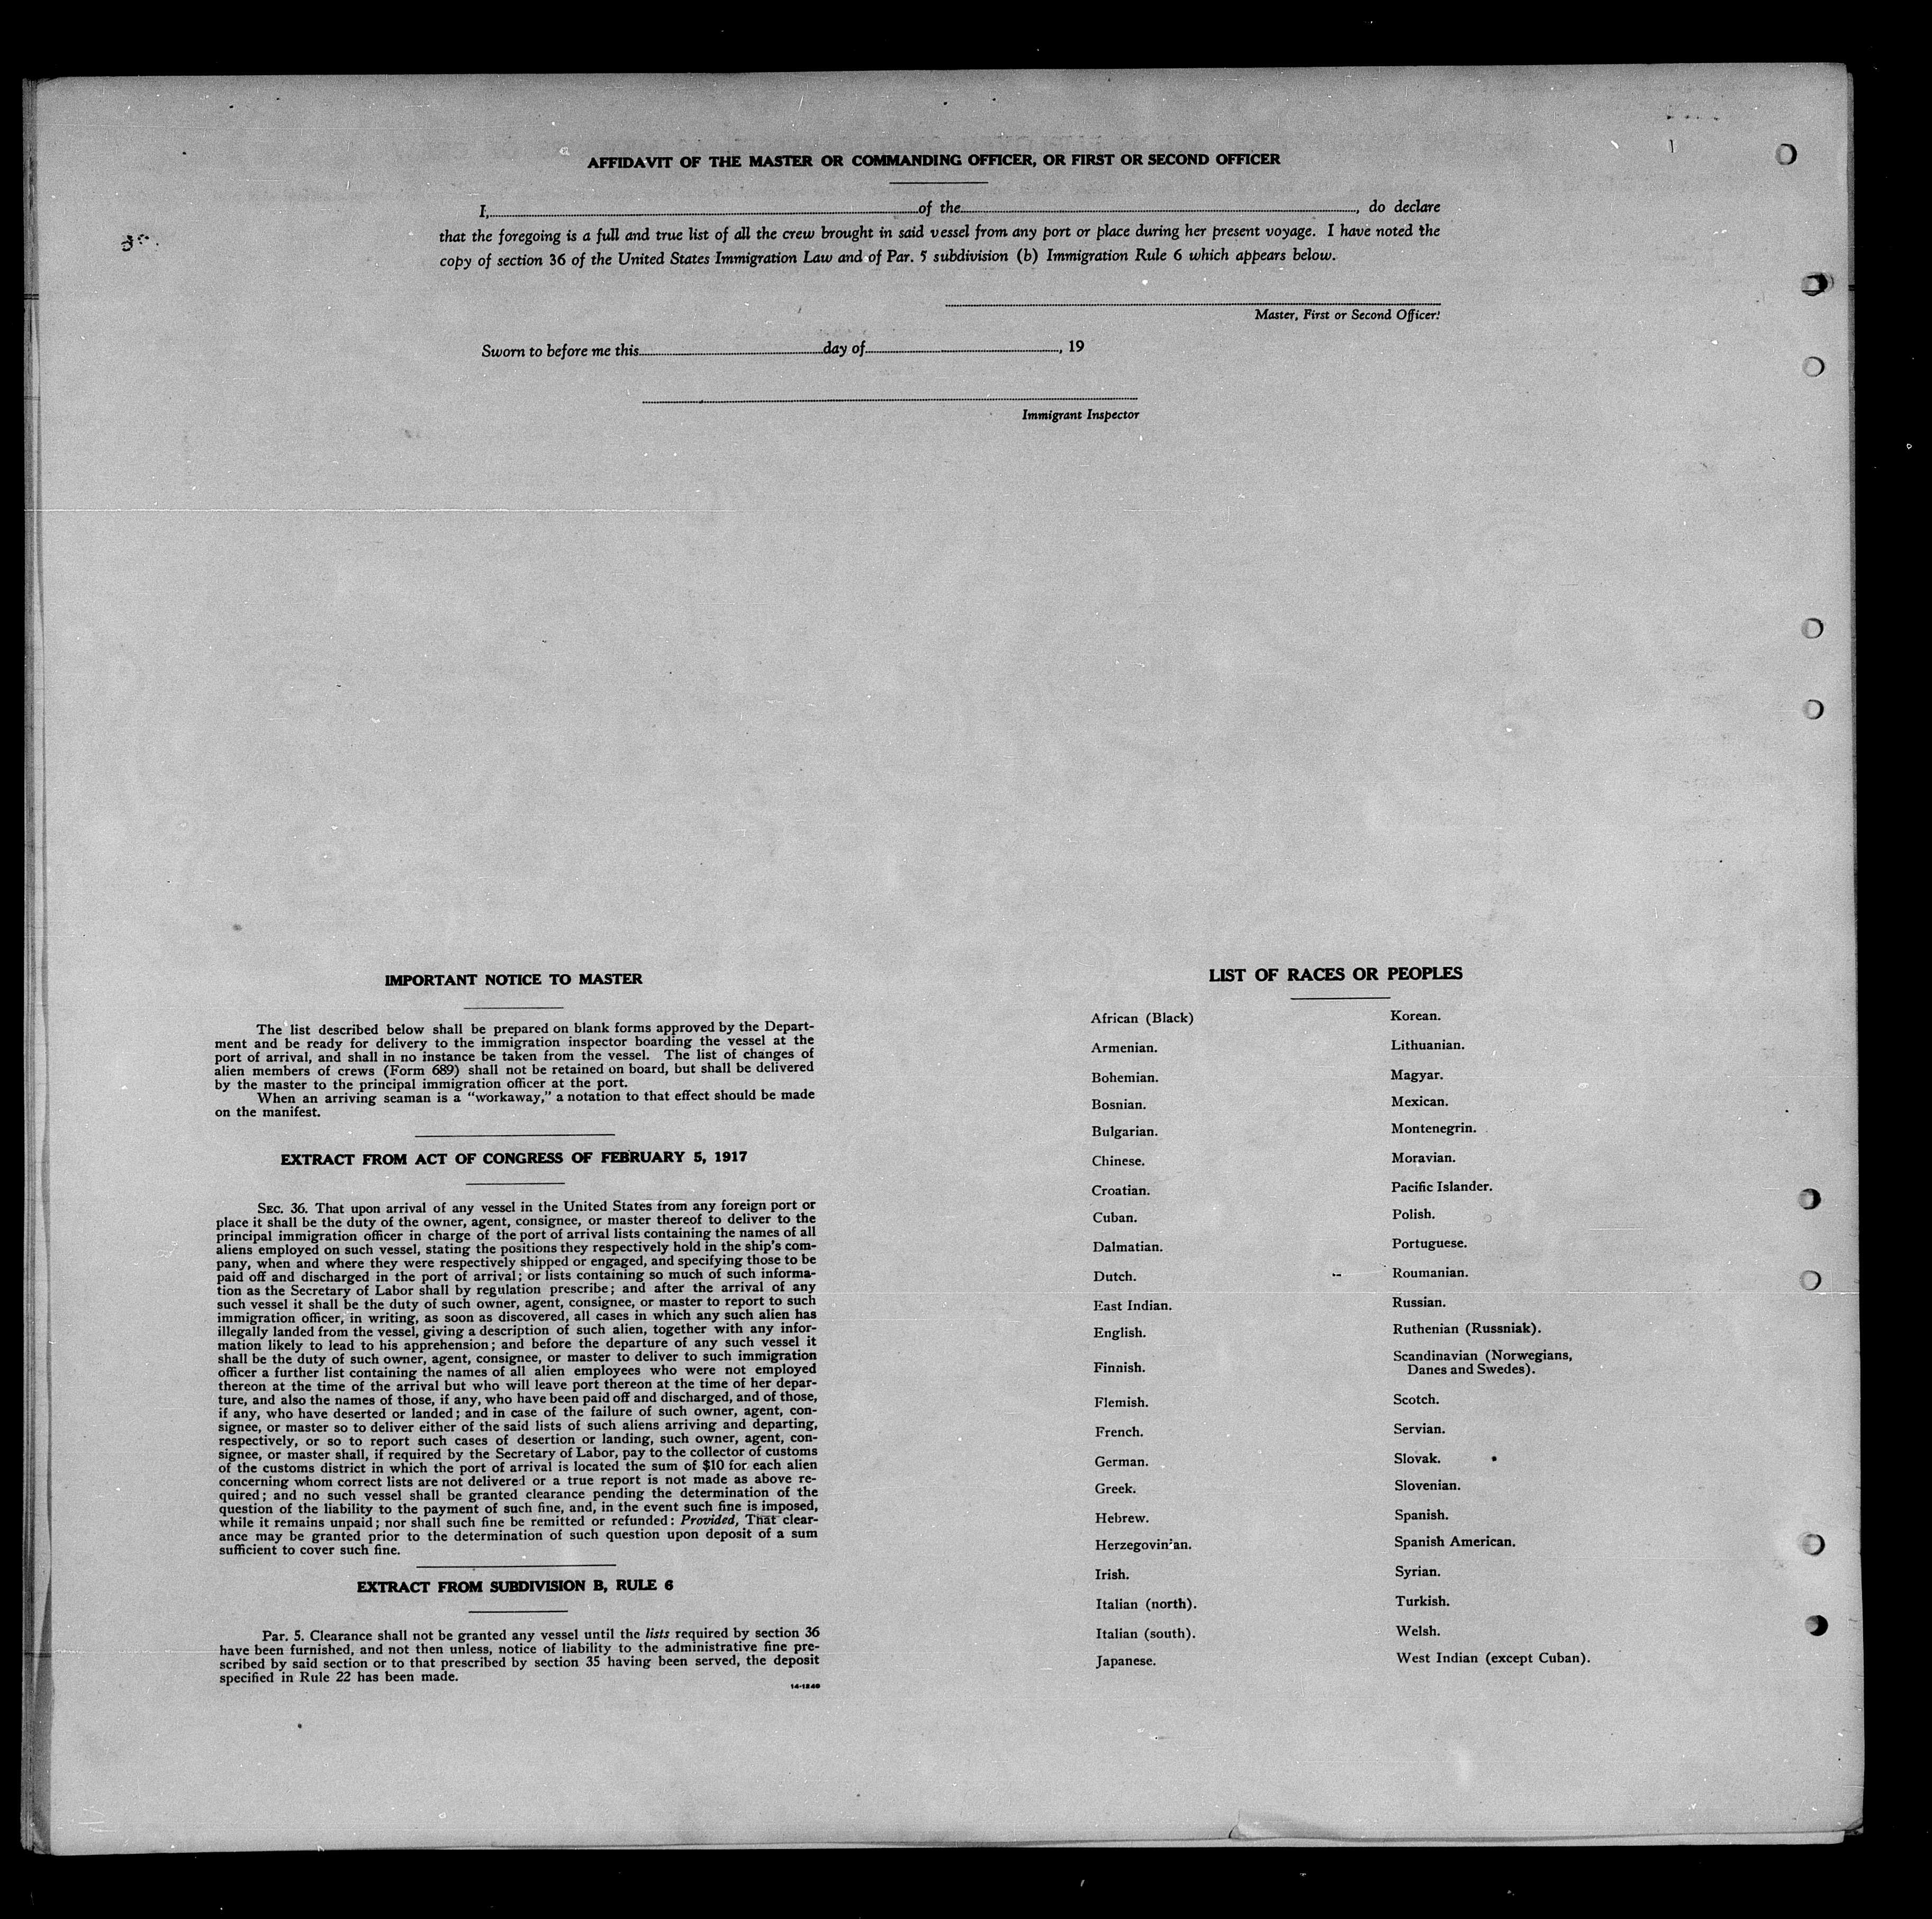 AFFIDAVIT OF THE MASTER OR COMMANDING OFFICER, OR FIRST OR SECOND OFFICER
I, of the , do declare
that the foregoing is a full and true list of all the crew brought in said vessel from any port or place during her present voyage. I have noted the
copy of section 36 of the United States Immigration Law and of Par. 5 subdivision (b) Immigration Rule 6 which appears below.
Master, First or Second Officer.
Sworn to before me this day of , 19
Immigrant Inspector
IMPORTANT NOTICE TO MASTER
The list described below shall be prepared on blank forms approved by the Depart-
ment and be ready for delivery to the immigration inspector boarding the vessel at the
port of arrival, and shall in no instance be taken from the vessel. The list of changes of
alien members of crews (Form 689) shall not be retained on board, but shall be delivered
by the master to the principal immigration officer at the port.
When an arriving seaman is a "workaway," a notation to that effect should be made
on the manifest.
EXTRACT FROM ACT OF CONGRESS OF FEBRUARY 5, 1917
SEC. 36. That upon arrival of any vessel in the United States from any foreign port or
place it shall be the duty of the owner, agent, consignee, or master thereof to deliver to the
principal immigration officer in charge of the port of arrival lists containing the names of all
aliens employed on such vessel, stating the positions they respectively hold in the ship's com-
pany, when and where they were respectively shipped or engaged, and specifying those to be
paid off and discharged in the port of arrival; or lists containing so much of such informa-
tion as the Secretary of Labor shall by regulation prescribe; and after the arrival of any
such vessel it shall be the duty of such owner, agent, consignee, or master to report to such
immigration officer, in writing, as soon as discovered, all cases in which any such alien has
illegally landed from the vessel, giving a description of such alien, together with any infor-
mation likely to lead to his apprehension; and before the departure of any such vessel it
shall be the duty of such owner, agent, consignee, or master to deliver to such immigration
officer a further list containing the names of all alien employees who were not employed
thereon at the time of the arrival but who will leave port thereon at the time of her depar-
ture, and also the names of those, if any, who have been paid off and discharged, and of those,
if any, who have deserted or landed; and in case of the failure of such owner, agent, con-
signee, or master so to deliver either of the said lists of such aliens arriving and departing,
respectively, or so to report such cases of desertion or landing, such owner, agent, con-
signee, or master shall, if required by the Secretary of Labor, pay to the collector of customs
of the customs district in which the port of arrival is located the sum of $10 for each alien
concerning whom correct lists are not delivered or a true report is not made as above re-
quired; and no such vessel shall be granted clearance pending the determination of the
question of the liability to the payment of such fine, and, in the event such fine is imposed,
while it remains unpaid; nor shall such fine be remitted or refunded: Provided, That clear-
ance may be granted prior to the determination of such question upon deposit of a sum
sufficient to cover such fine.
EXTRACT FROM SUBDIVISION B, RULE 6
Par. 5. Clearance shall not be granted any vessel until the lists required by section 36
have been furnished, and not then unless, notice of liability to the administrative fine pre-
scribed by said section or to that prescribed by section 35 having been served, the deposit
specified in Rule 22 has been made.
14-1240
LIST OF RACES OR PEOPLES
African (Black)
Armenian.
Bohemian.
Bosnian.
Bulgarian.
Chinese.
Croatian.
Cuban.
Dalmatian.
Dutch.
East Indian.
English.
Finnish.
Flemish.
French.
German.
Greek.
Hebrew.
Herzegovinian.
Irish.
Italian (north).
Italian (south).
Japanese.
Korean.
Lithuanian.
Magyar.
Mexican.
Montenegrin.
Moravian.
Pacific Islander.
Polish.
Portuguese.
Roumanian.
Russian.
Ruthenian (Russniak).
Scandinavian (Norwegians,
Danes and Swedes).
Scotch.
Servian.
Slovak.
Slovenian.
Spanish.
Spanish American.
Syrian.
Turkish.
Welsh.
West Indian (except Cuban).